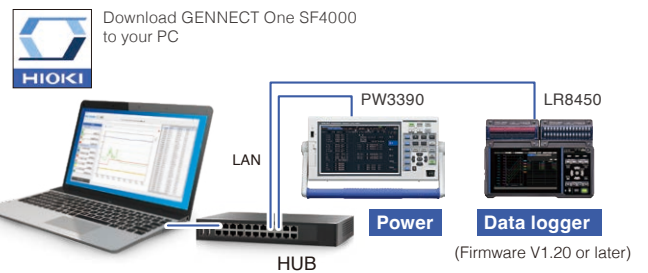 Download GENNECT One SF4000
to your PC
HIOKI
PW3390
LR8450
LAN
Power
Data logger
(Firmware V1.20 or later)
HUB